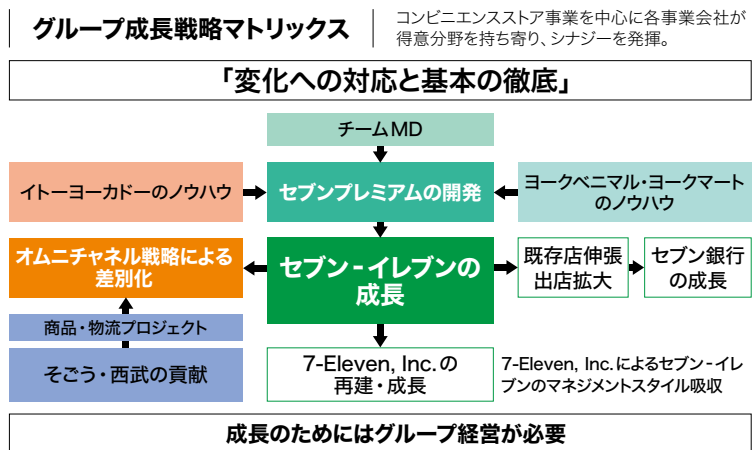 グループ成長戦略マトリックス
コンビニエンスストア事業を中心に各事業会社が
得意分野を持ち寄り、シナジーを発揮。
「変化への対応と基本の徹底」
チームMD
イトーヨーカドーのノウハウ
セブンプレミアムの開発
ヨークベニマル・ヨークマート
のノウハウ
オムニチャネル戦略による
差別化
セブン-イレブンの
成長
既存店伸張
出店拡大
セブン銀行
の成長
商品・物流プロジェクト
そごう・西武の貢献
7-Eleven, Inc.の
再建・成長
7-Eleven, Inc.によるセブン-イレ
ブンのマネジメントスタイル吸収
成長のためにはグループ経営が必要